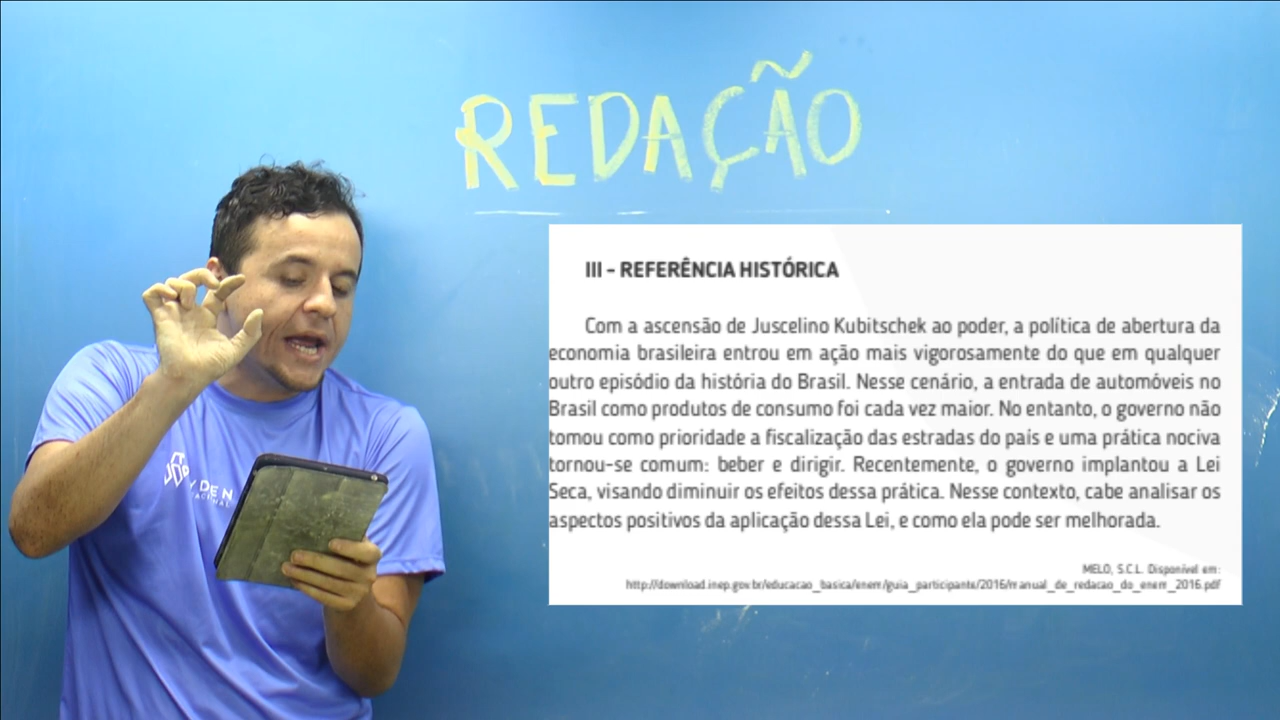 REDAÇÃO
III – REFERÊNCIA HISTÓRICA
Com a ascensão de Juscelino Kubitschek ao poder, a política de abertura da
economia brasileira entrou em ação mais vigorosamente do que em qualquer
outro episódio da história do Brasil. Nesse cenário, a entrada de automóveis no
Brasil como produtos de consumo foi cada vez maior. No entanto, o governo não
tomou como prioridade a fiscalização das estradas do país e uma prática nociva
tornou-se comum: beber e dirigir. Recentemente, o governo implantou a Lei
Seca, visando diminuir os efeitos dessa prática. Nesse contexto, cabe analisar os
aspectos positivos da aplicação dessa Lei, e como ela pode ser melhorada.
MELO, S.C.L. Disponível em:
http://download.inep.gov.br/educacao_basica/enem/guia_participante/2016/manual_de_redacao_do_enem_2016.pdf